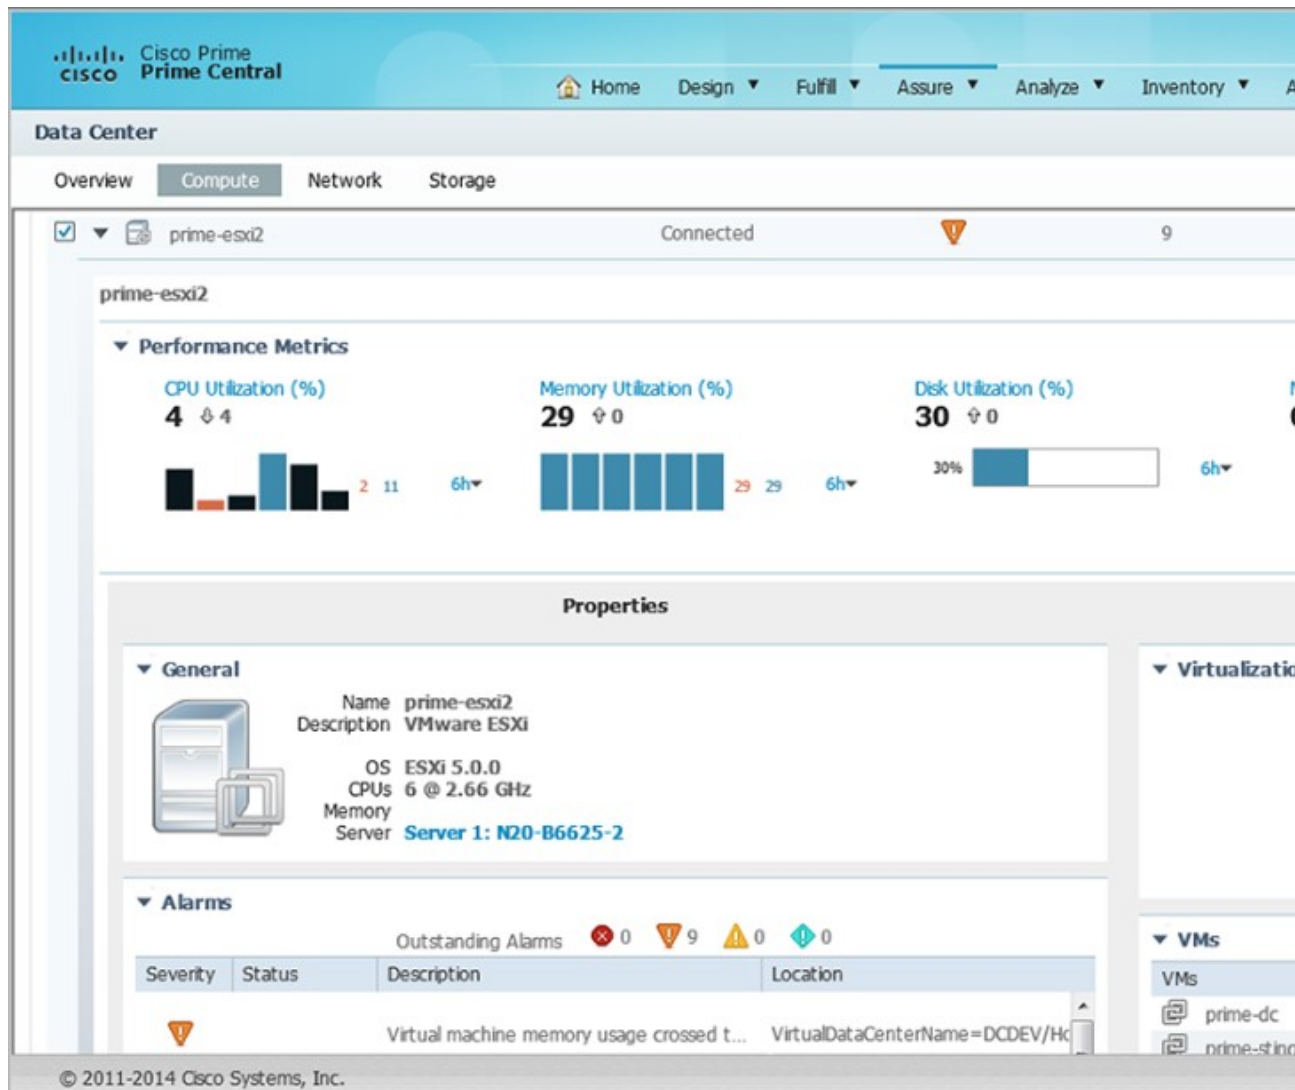 Cisco Prime
CISCO Prime Central
Home Design Fulfill Assure Analyze Inventory
Data Center
Overview Compute Network Storage
prime-esxi2 Connected 9
prime-esxi2
Performance Metrics
CPU Utilization (%) Memory Utilization (%) Disk Utilization (%)
4 4 29 0 30 0
2 11 6h 29 29 6h 30% 6h
Properties
General Virtualizatio
Name prime-esxi2
Description VMware ESXi
OS ESXi 5.0.0
CPUs 6 @ 2.66 GHz
Memory
Server Server 1: N20-B6625-2
Alarms
Outstanding Alarms 0 9 0 0
VMs
Severity Status Description Location
VMs
prime-dc
Virtual machine memory usage crossed t... VirtualDataCenterName=DCDEV/Ho
prime-sting
© 2011-2014 Cisco Systems, Inc.